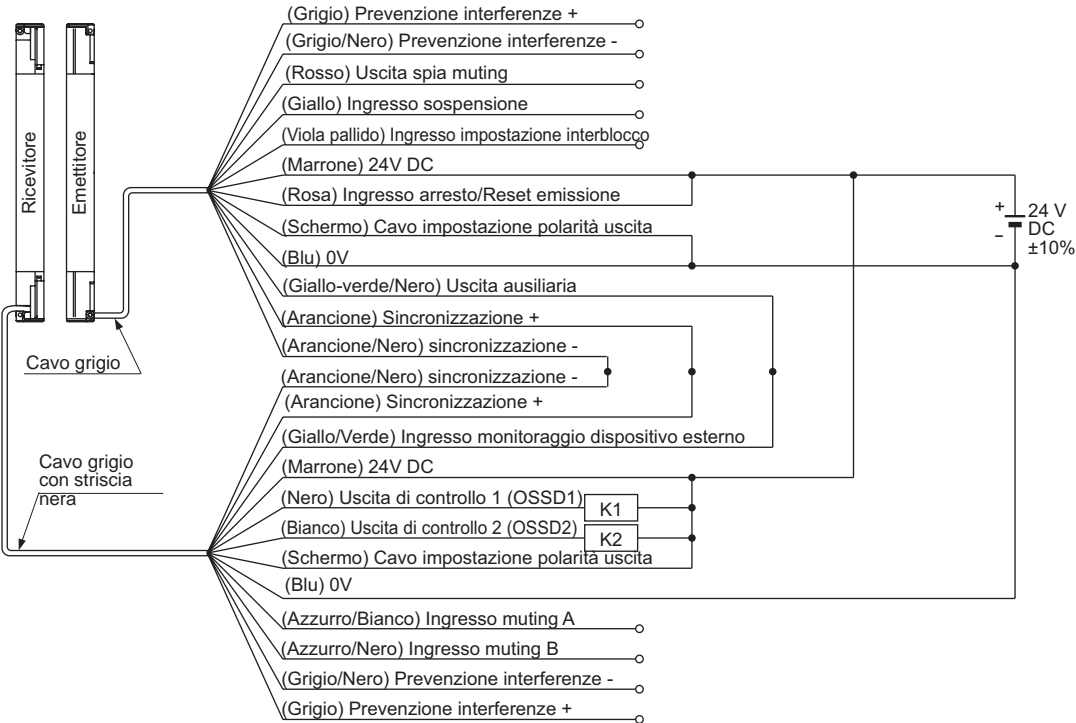 (Grigio) Prevenzione interferenze +
(Grigio/Nero) Prevenzione interferenze -
(Rosso) Uscita spia muting
(Giallo) Ingresso sospensione
(Viola pallido) Ingresso impostazione interblocco
(Marrone) 24V DC
(Rosa) Ingresso arresto/Reset emissione
(Schermo) Cavo impostazione polarità uscita
(Blu) 0V
(Giallo-verde/Nero) Uscita ausiliaria
(Arancione) Sincronizzazione +
(Arancione/Nero) sincronizzazione -
Ricevitore
Emettitore
Cavo grigio
+
24 V
DC
±10%
–
(Arancione/Nero) sincronizzazione -
(Arancione) Sincronizzazione +
(Giallo/Verde) Ingresso monitoraggio dispositivo esterno
(Marrone) 24V DC
(Nero) Uscita di controllo 1 (OSSD1)
K1
(Bianco) Uscita di controllo 2 (OSSD2)
K2
(Schermo) Cavo impostazione polarità uscita
(Blu) 0V
(Azzurro/Bianco) Ingresso muting A
(Azzurro/Nero) Ingresso muting B
(Grigio/Nero) Prevenzione interferenze -
(Grigio) Prevenzione interferenze +
Cavo grigio
con striscia
nera